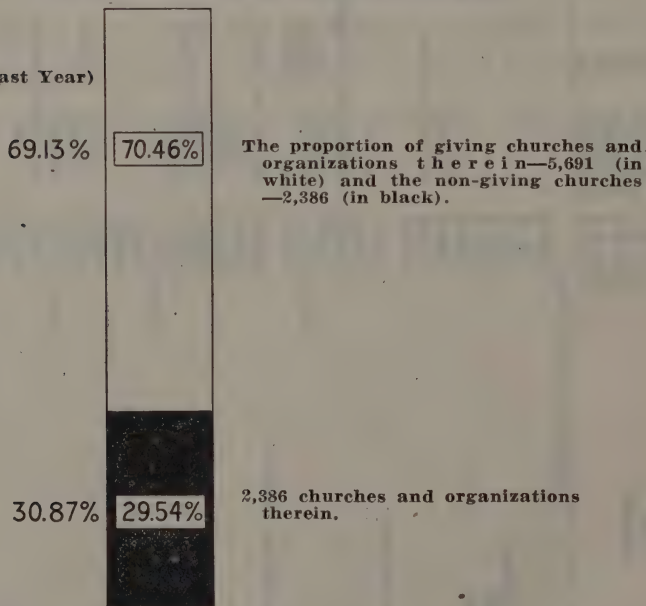 ast Year)
69.13% 70.46% The proportion of giving churches and
organizations therein—5,691 (in
white) and the non-giving churches
—2,386 (in black).
30.87% 29.54% 2,386 churches and organizations
therein.